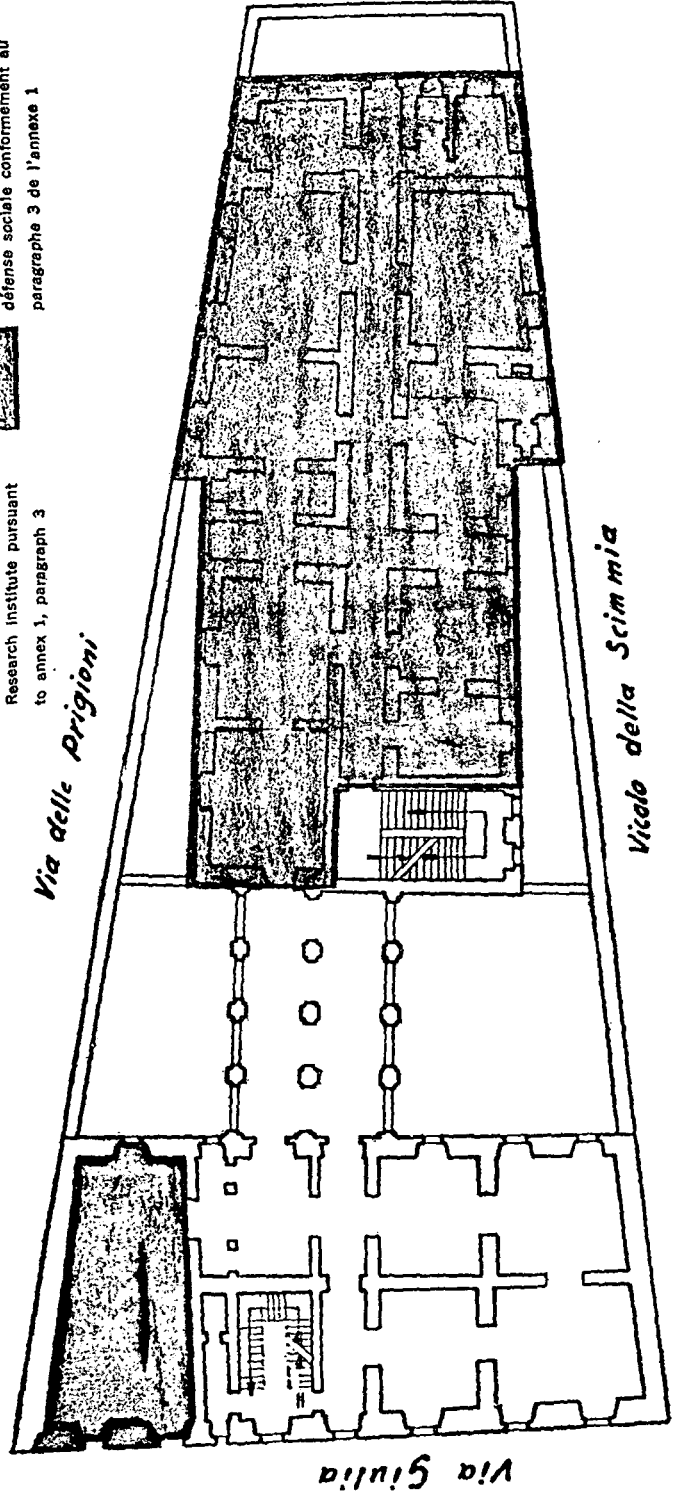 défense sociale conformément au
paragraphe 3 de l'annexe 1
Research Institute pursuant
to annex 1, paragraph 3
Via delle Prigioni
Vicolo della Scimmia
Via Giulia